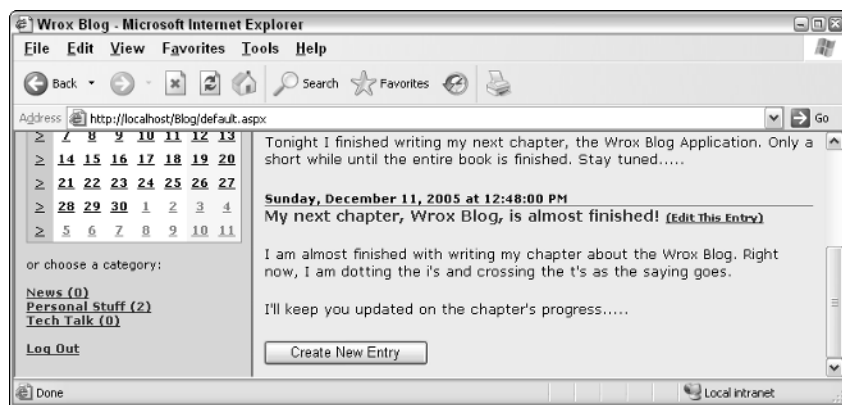 Wrox Blog - Microsoft Internet Explorer
File Edit View Favorites Tools Help
Back Search Favorites
Address http://localhost/Blog/default.aspx Go
> 7 8 9 10 11 12 13
> 14 15 16 17 18 19 20
> 21 22 23 24 25 26 27
> 28 29 30 1 2 3 4
> 5 6 7 8 9 10 11
or choose a category:
News (0)
Personal Stuff (2)
Tech Talk (0)
Log Out
Tonight I finished writing my next chapter, the Wrox Blog Application. Only a
short while until the entire book is finished. Stay tuned.....
Sunday, December 11, 2005 at 12:48:00 PM
My next chapter, Wrox Blog, is almost finished! (Edit This Entry)
I am almost finished with writing my chapter about the Wrox Blog. Right
now, I am dotting the i's and crossing the t's as the saying goes.
I'll keep you updated on the chapter's progress.....
Create New Entry
Done Local intranet